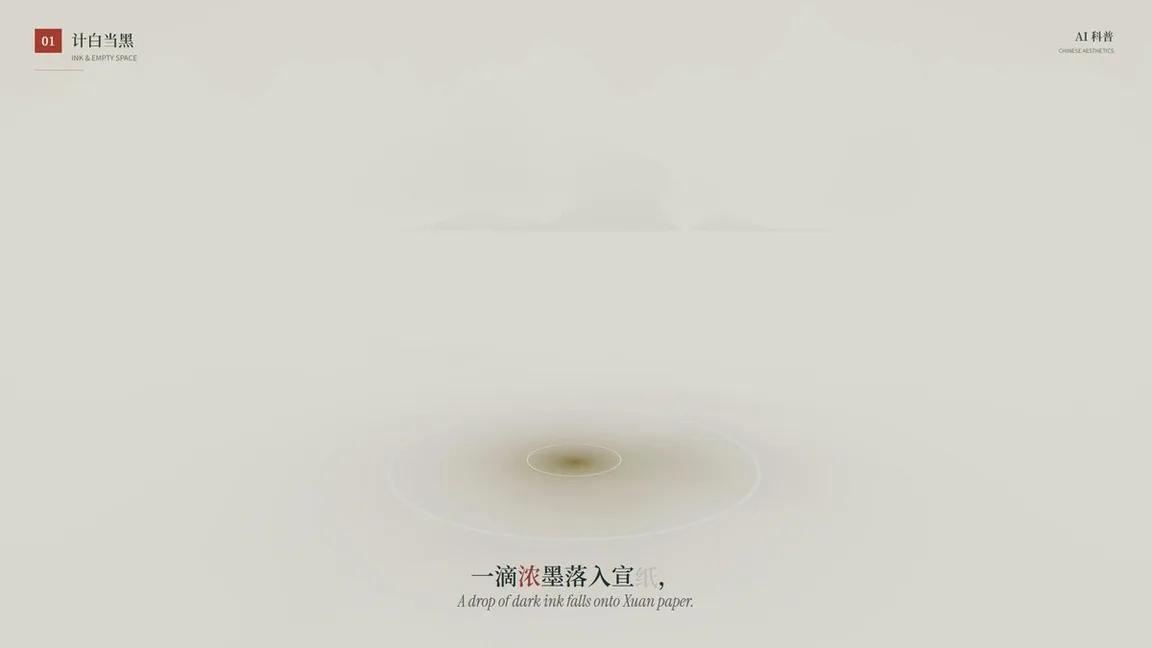 01 计白当黑
INK & EMPTY SPACE
AI 科普
CHINESE AESTHETICS
一滴浓墨落入宣纸,
A drop of dark ink falls onto Xuan paper.